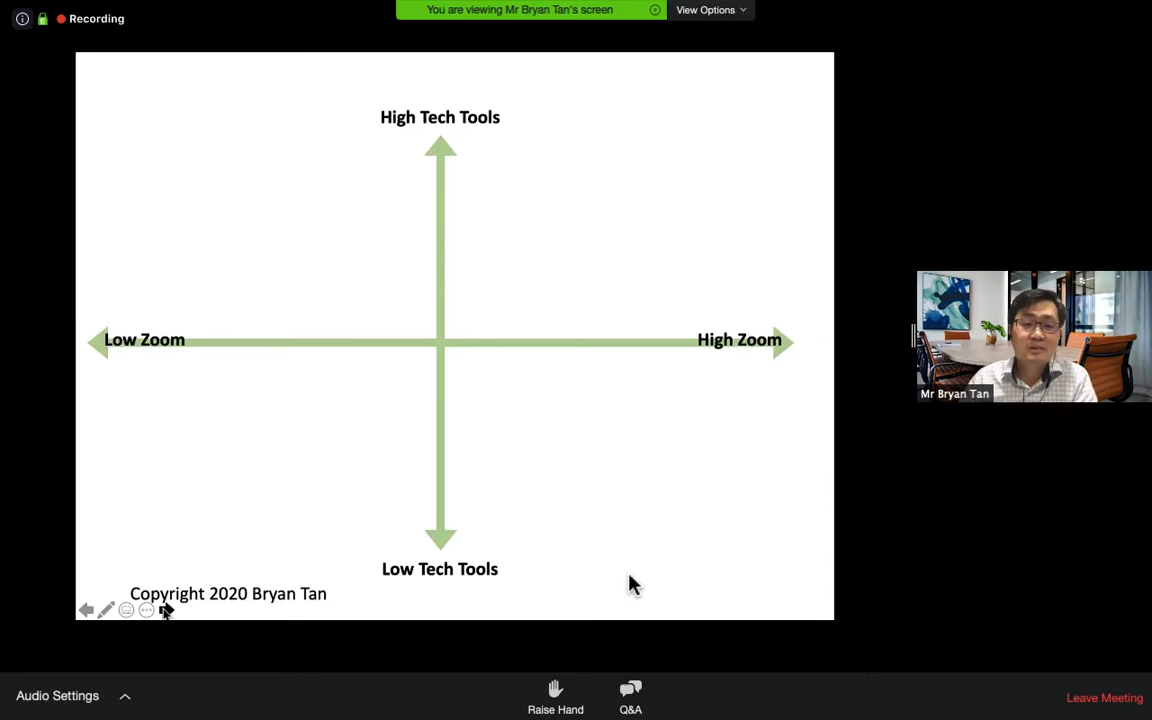 Recording
You are viewing Mr Bryan Tan's screen
View Options
High Tech Tools
Low Zoom
High Zoom
Mr Bryan Tan
Low Tech Tools
Copyright 2020 Bryan Tan
Audio Settings
Raise Hand
Q&A
Leave Meeting